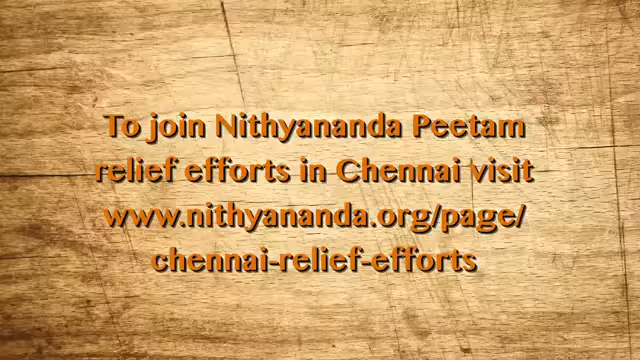 To join Nithyananda Peetam
relief efforts in Chennai visit
www.nithyananda.org/page/
chennai-relief-efforts